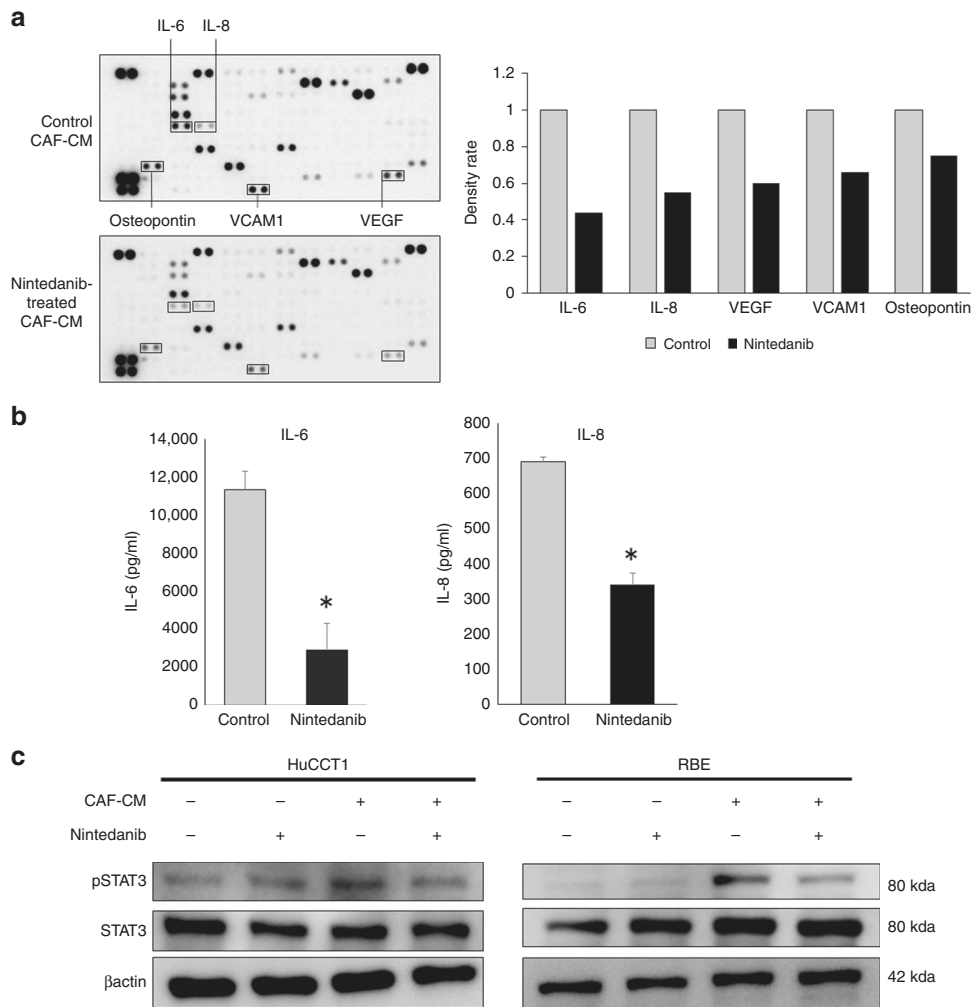 a
IL-6 IL-8
Control
CAF-CM
Osteopontin VCAM1 VEGF
Nintedanib-
treated
CAF-CM
Density rate
1.2
1
0.8
0.6
0.4
0.2
0
IL-6 IL-8 VEGF VCAM1 Osteopontin
Control Nintedanib
b
IL-6
IL-6 (pg/ml)
14,000
12,000
10,000
8000
6000
4000
2000
0
*
Control Nintedanib
IL-8
IL-8 (pg/ml)
800
700
600
500
400
300
200
100
0
*
Control Nintedanib
c
HuCCT1 RBE
CAF-CM – – + + – – + +
Nintedanib – + – + – + – +
pSTAT3 80 kda
STAT3 80 kda
βactin 42 kda